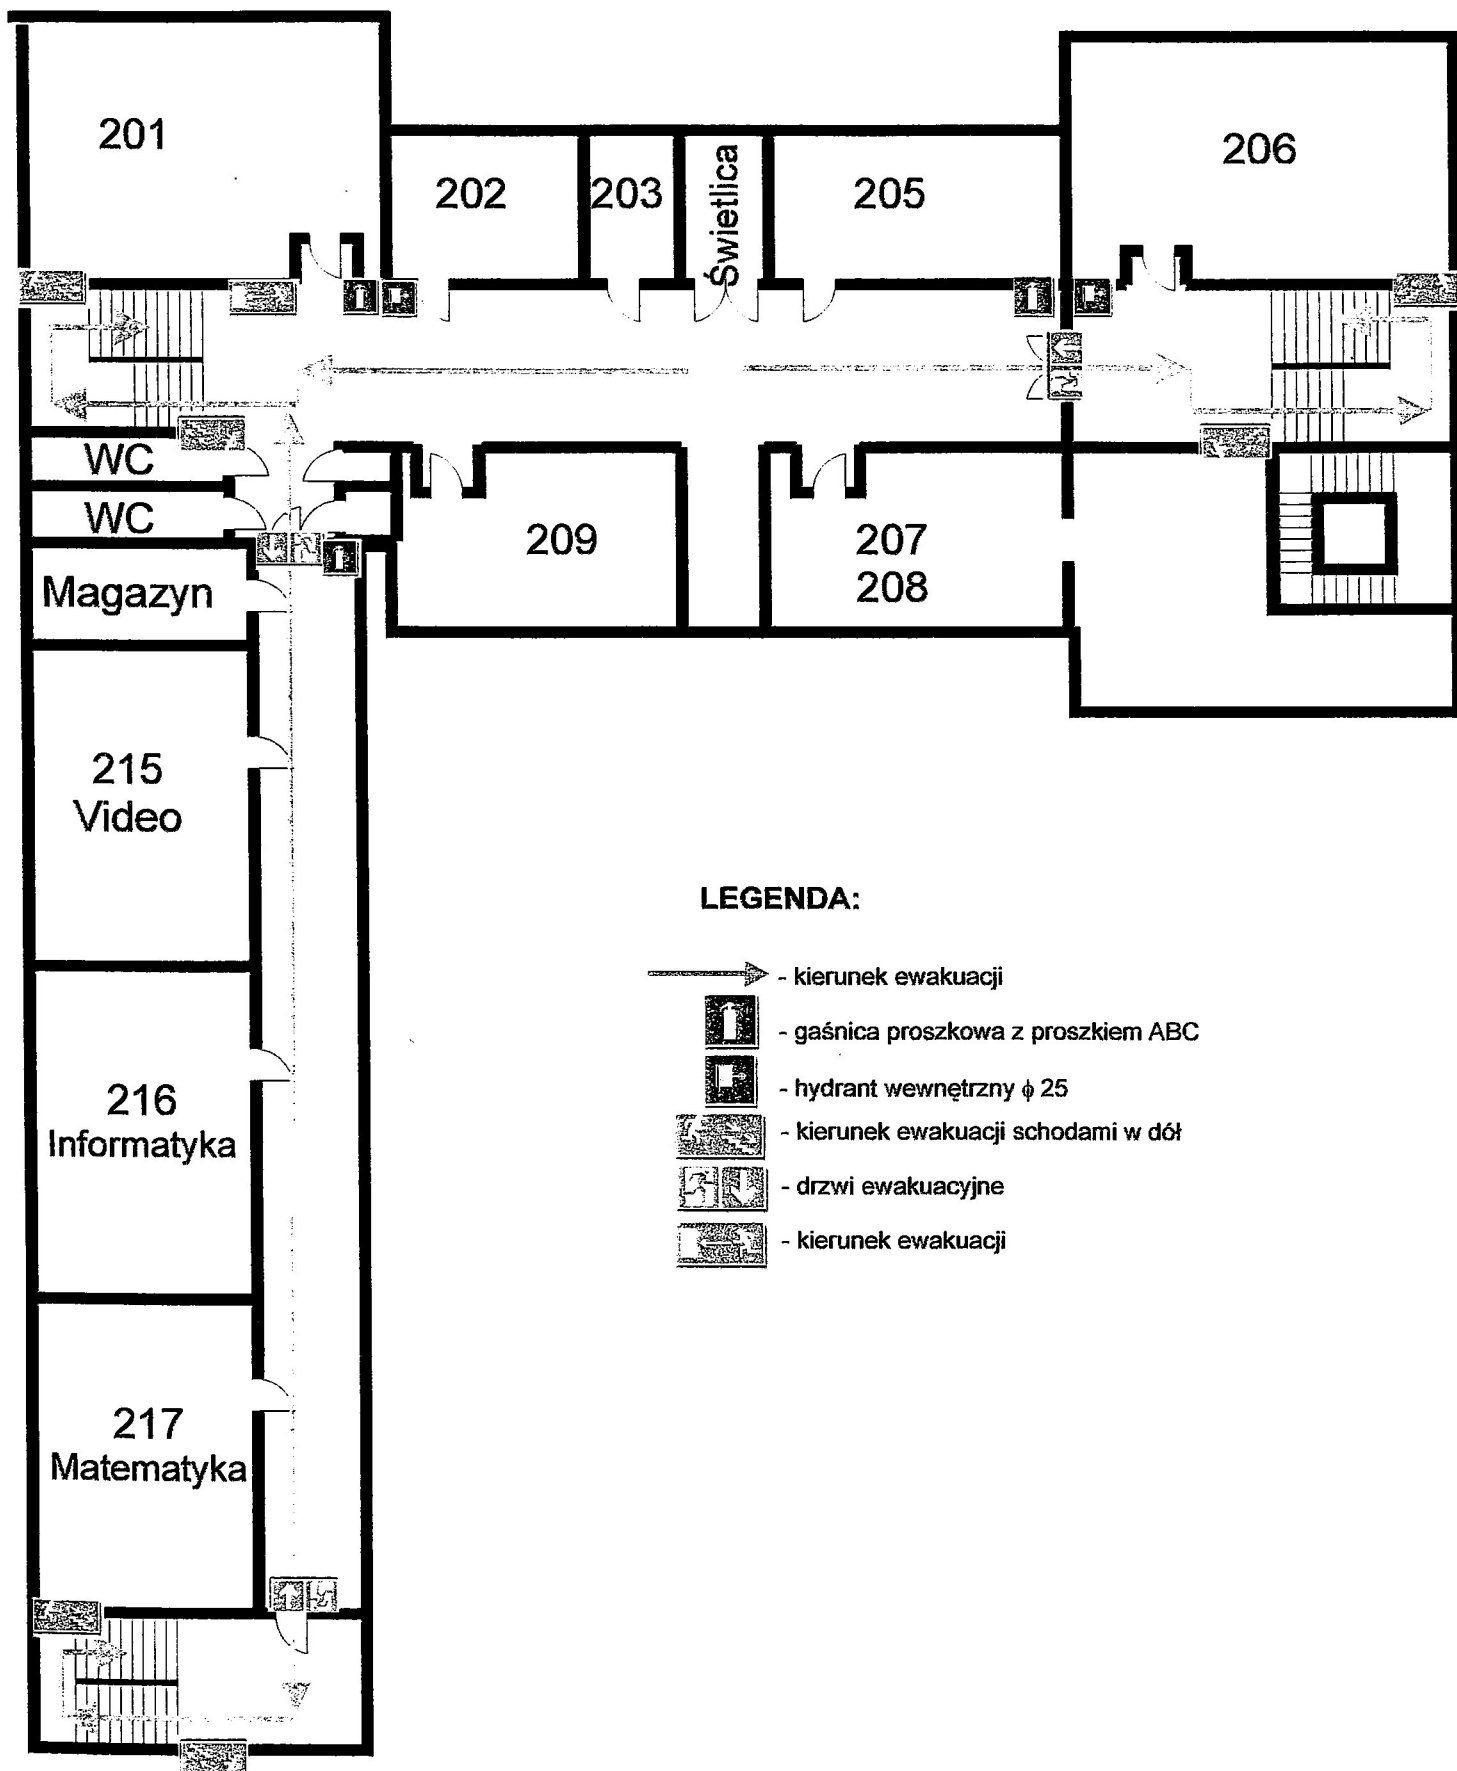 201
202
203
Świetlica
205
206
WC
WC
209
207
208
Magazyn
215
Video
216
Informatyka
217
Matematyka
LEGENDA:
- kierunek ewakuacji
- gaśnica proszkowa z proszkiem ABC
- hydrant wewnętrzny ϕ 25
- kierunek ewakuacji schodami w dół
- drzwi ewakuacyjne
- kierunek ewakuacji